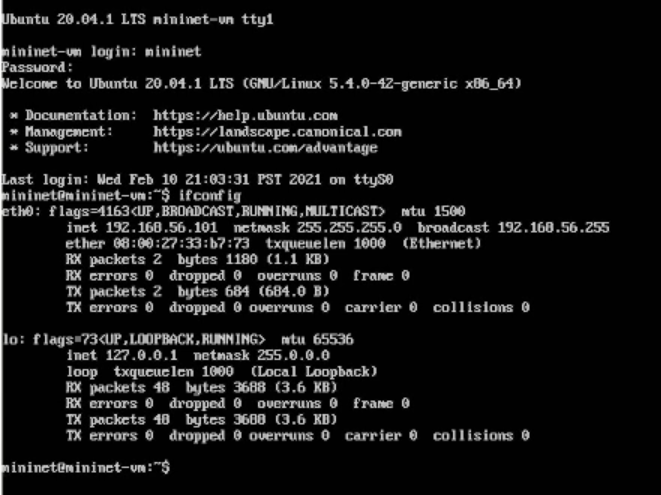 Ubuntu 20.04.1 LTS mininet-vm tty1
mininet-vm login: mininet
Password:
Welcome to Ubuntu 20.04.1 LTS (GNU/Linux 5.4.0-42-generic x86_64)
* Documentation: https://help.ubuntu.com
* Management: https://landscape.canonical.com
* Support: https://ubuntu.com/advantage
Last login: Wed Feb 10 21:03:31 PST 2021 on ttyS0
mininet@mininet-vm:~$ ifconfig
eth0: flags=4163<UP,BROADCAST,RUNNING,MULTICAST> mtu 1500
inet 192.168.56.101 netmask 255.255.255.0 broadcast 192.168.56.255
ether 08:00:27:33:b7:73 txqueuelen 1000 (Ethernet)
RX packets 2 bytes 1180 (1.1 KB)
RX errors 0 dropped 0 overruns 0 frame 0
TX packets 2 bytes 684 (684.0 B)
TX errors 0 dropped 0 overruns 0 carrier 0 collisions 0
lo: flags=73<UP,LOOPBACK,RUNNING> mtu 65536
inet 127.0.0.1 netmask 255.0.0.0
loop txqueuelen 1000 (Local Loopback)
RX packets 48 bytes 3688 (3.6 KB)
RX errors 0 dropped 0 overruns 0 frame 0
TX packets 48 bytes 3688 (3.6 KB)
TX errors 0 dropped 0 overruns 0 carrier 0 collisions 0
mininet@mininet-vm:~$